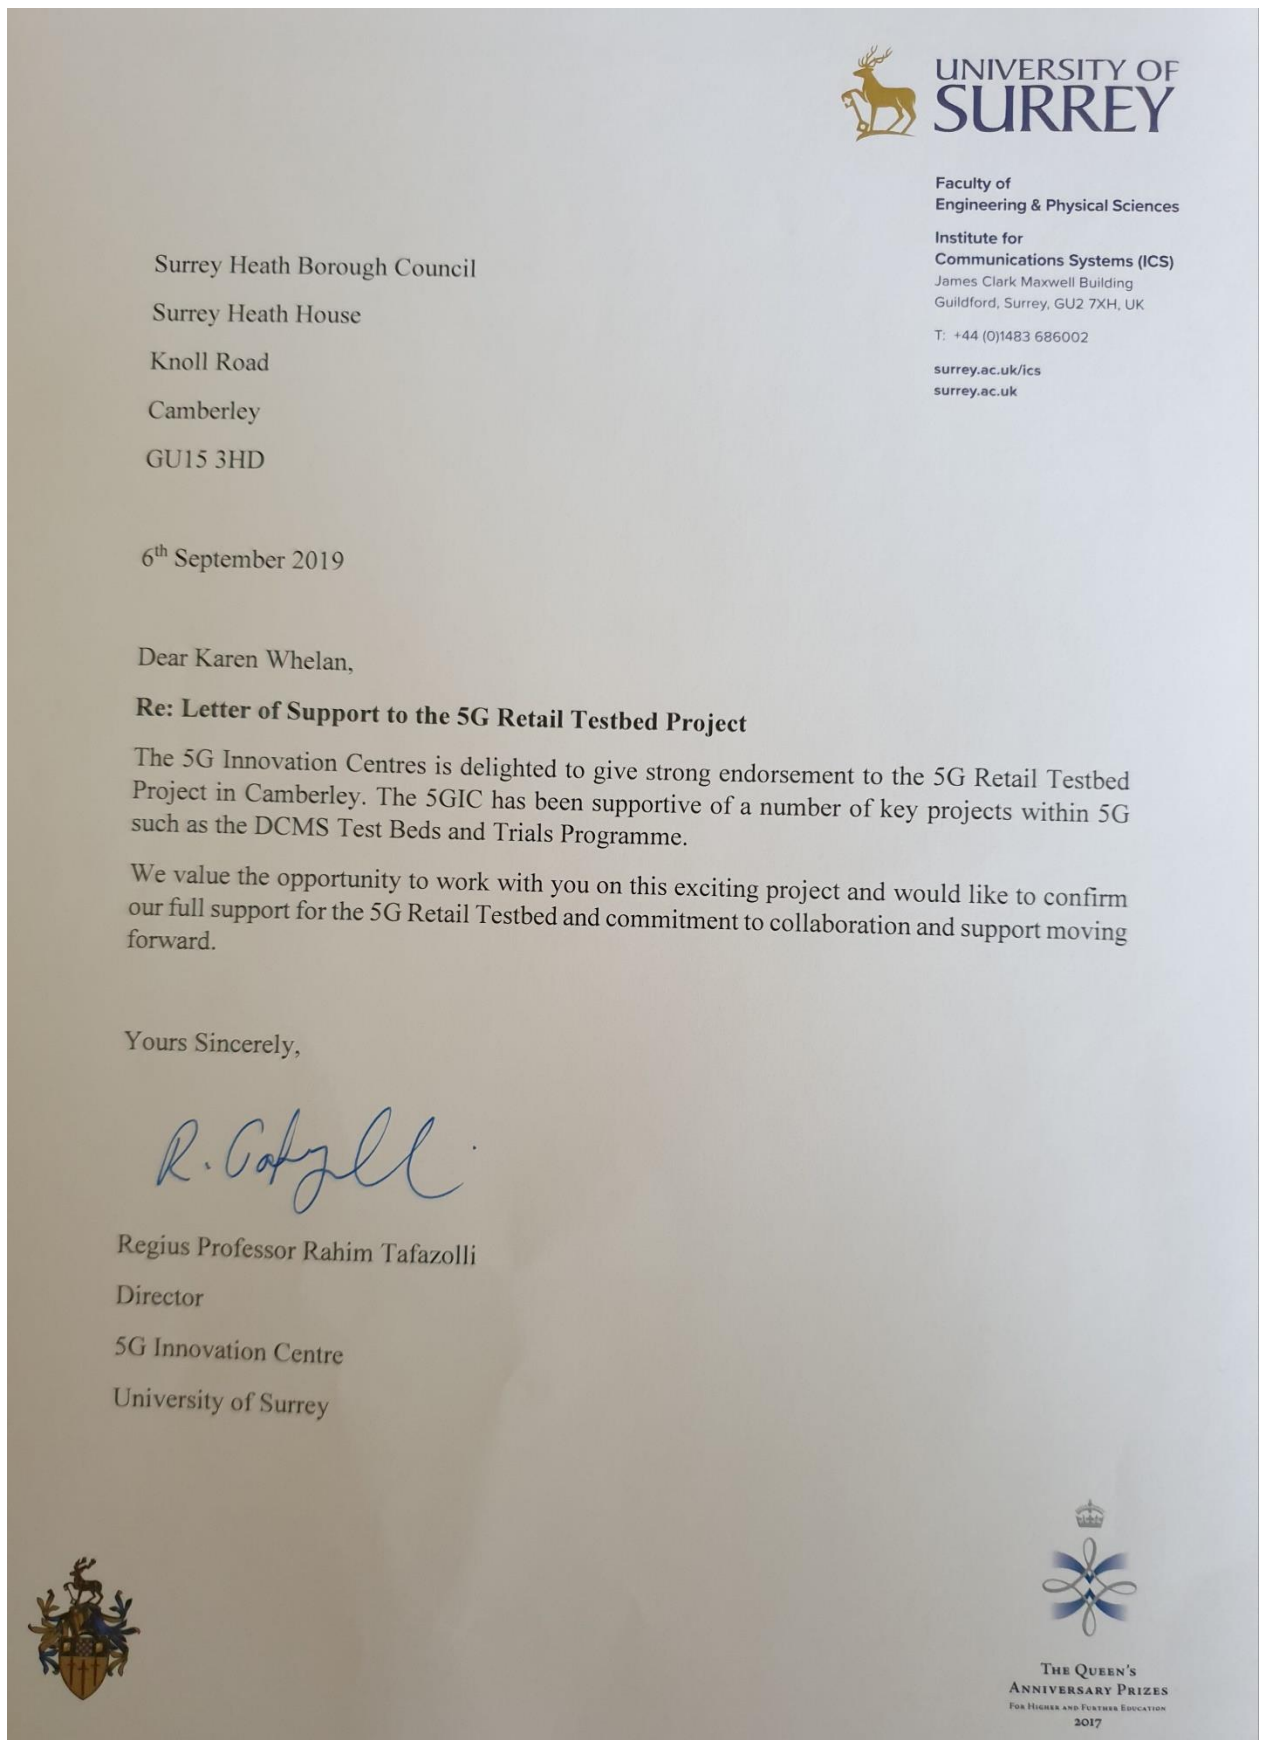 UNIVERSITY OF
SURREY
Faculty of
Engineering & Physical Sciences
Institute for
Communications Systems (ICS)
James Clark Maxwell Building
Guildford, Surrey, GU2 7XH, UK
T: +44 (0)1483 686002
surrey.ac.uk/ics
surrey.ac.uk
Surrey Heath Borough Council
Surrey Heath House
Knoll Road
Camberley
GU15 3HD
6th September 2019
Dear Karen Whelan,
Re: Letter of Support to the 5G Retail Testbed Project
The 5G Innovation Centres is delighted to give strong endorsement to the 5G Retail Testbed
Project in Camberley. The 5GIC has been supportive of a number of key projects within 5G
such as the DCMS Test Beds and Trials Programme.
We value the opportunity to work with you on this exciting project and would like to confirm
our full support for the 5G Retail Testbed and commitment to collaboration and support moving
forward.
Yours Sincerely,
R.
Regius Professor Rahim Tafazolli
Director
5G Innovation Centre
University of Surrey
THE QUEEN'S
ANNIVERSARY PRIZES
FOR HIGHER AND FURTHER EDUCATION
2017